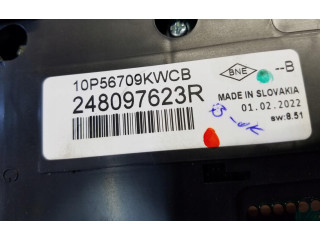 10P56709KWCB
248097623R
BNE
--B
MADE IN SLOVAKIA
01.02.2022
sw:8.51